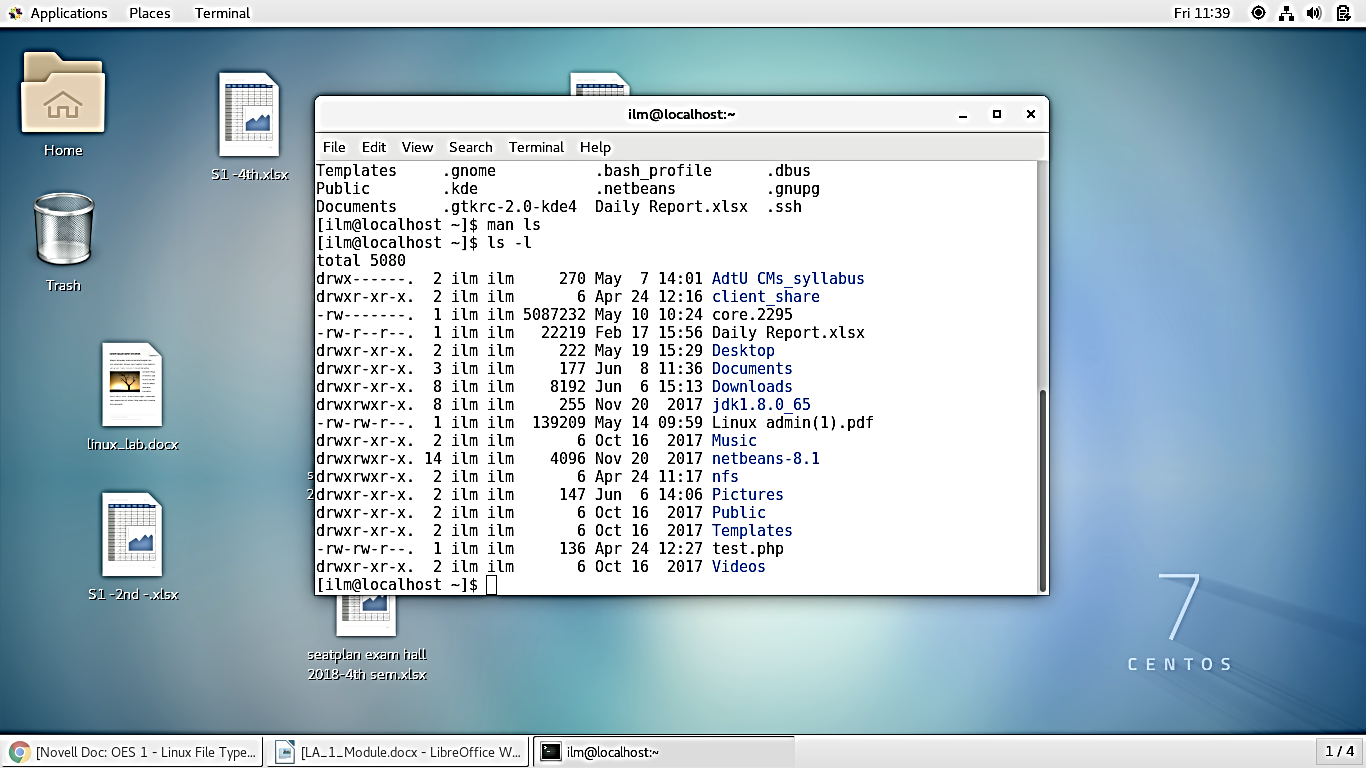 Applications Places Terminal Fri 11:39
Home
S1 -4th.xlsx
Trash
linux_lab.docx
S1 -2nd -.xlsx
ilm@localhost:~
File Edit View Search Terminal Help
Templates .gnome .bash_profile .dbus
Public .kde .netbeans .gnupg
Documents .gtkrc-2.0-kde4 Daily Report.xlsx .ssh
[ilm@localhost ~]$ man ls
[ilm@localhost ~]$ ls -l
total 5080
drwx------. 2 ilm ilm 270 May 7 14:01 AdtU CMs_syllabus
drwxr-xr-x. 2 ilm ilm 6 Apr 24 12:16 client_share
-rw-------. 1 ilm ilm 5087232 May 10 10:24 core.2295
-rw-r--r--. 1 ilm ilm 22219 Feb 17 15:56 Daily Report.xlsx
drwxr-xr-x. 2 ilm ilm 222 May 19 15:29 Desktop
drwxr-xr-x. 3 ilm ilm 177 Jun 8 11:36 Documents
drwxr-xr-x. 8 ilm ilm 8192 Jun 6 15:13 Downloads
drwxrwxr-x. 8 ilm ilm 255 Nov 20 2017 jdk1.8.0_65
-rw-rw-r--. 1 ilm ilm 139209 May 14 09:59 Linux admin(1).pdf
drwxr-xr-x. 2 ilm ilm 6 Oct 16 2017 Music
drwxrwxr-x. 14 ilm ilm 4096 Nov 20 2017 netbeans-8.1
drwxrwxr-x. 2 ilm ilm 6 Apr 24 11:17 nfs
drwxr-xr-x. 2 ilm ilm 147 Jun 6 14:06 Pictures
drwxr-xr-x. 2 ilm ilm 6 Oct 16 2017 Public
drwxr-xr-x. 2 ilm ilm 6 Oct 16 2017 Templates
-rw-rw-r--. 1 ilm ilm 136 Apr 24 12:27 test.php
drwxr-xr-x. 2 ilm ilm 6 Oct 16 2017 Videos
[ilm@localhost ~]$
seatplan exam hall
2018-4th sem.xlsx
7
CENTOS
[Novell Doc: OES 1 - Linux File Type... [LA_1_Module.docx - LibreOffice W... ilm@localhost:~ 1 / 4